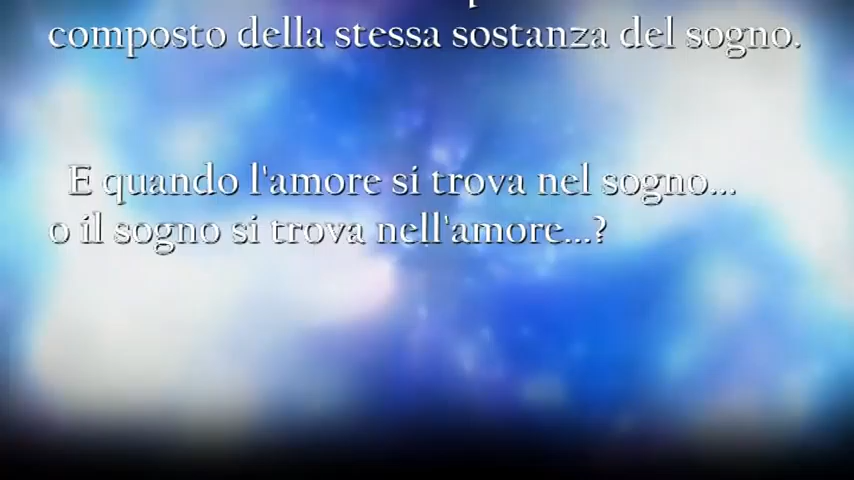 composto della stessa sostanza del sogno.
E quando l'amore si trova nel sogno...
o il sogno si trova nell'amore...?